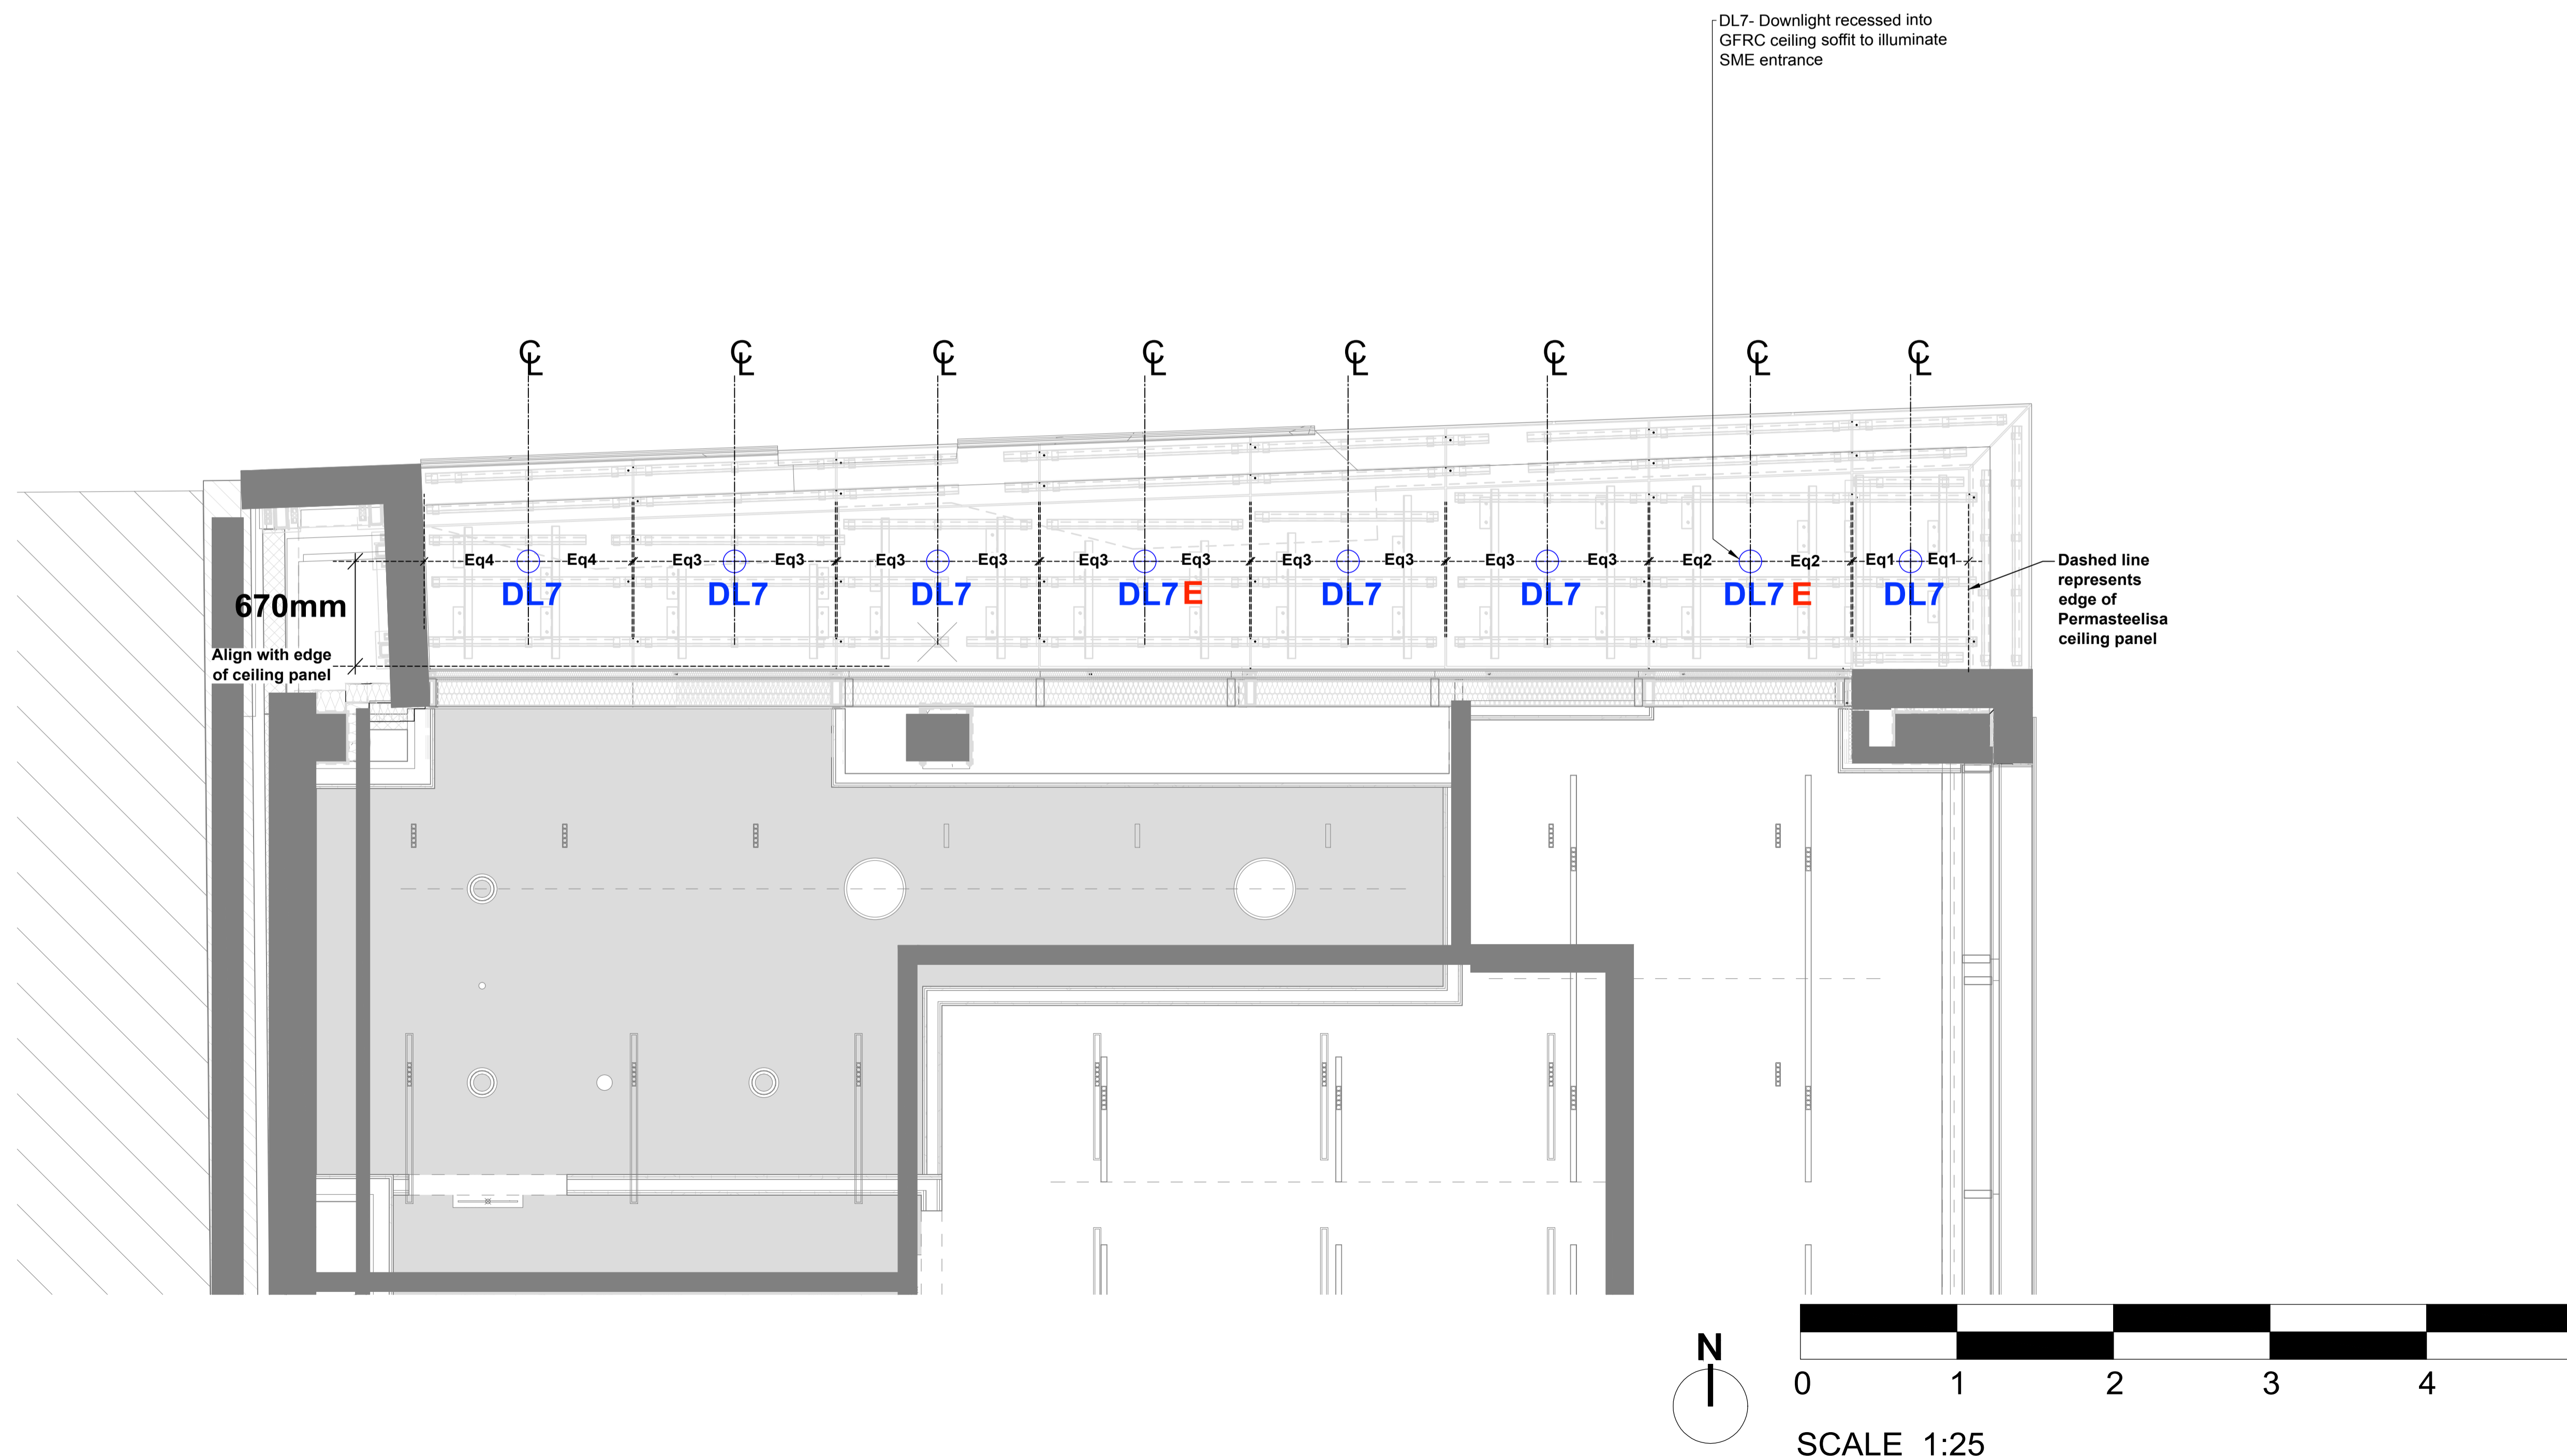 DL7- Downlight recessed into
GFRC ceiling soffit to illuminate
SME entrance
℄ ℄ ℄ ℄ ℄ ℄ ℄ ℄
Eq4 Eq4 Eq3 Eq3 Eq3 Eq3 Eq3 Eq3 Eq3 Eq3 Eq3 Eq3 Eq2 Eq2 Eq1 Eq1
DL7 DL7 DL7 DL7 E DL7 DL7 DL7 E DL7
670mm
Align with edge
of ceiling panel
Dashed line
represents
edge of
Permasteelisa
ceiling panel
N
0 1 2 3 4
SCALE 1:25